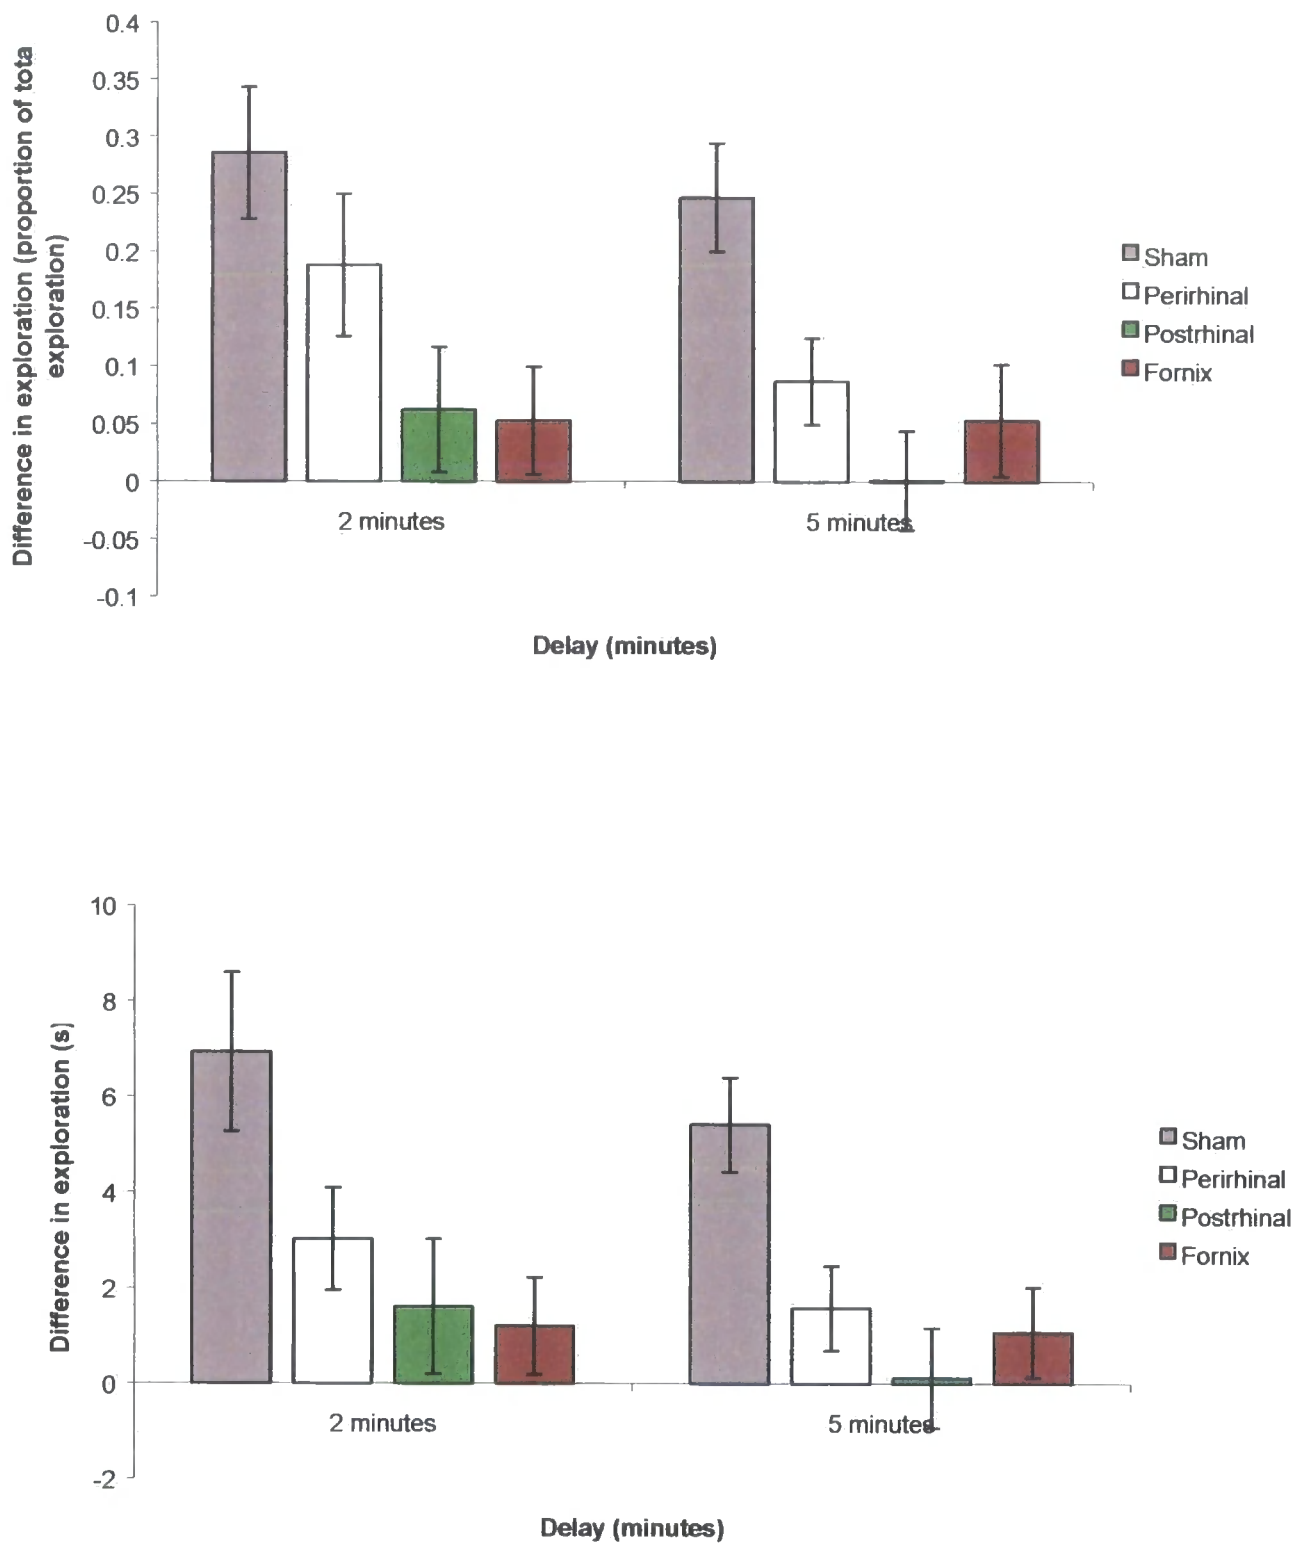 0.4
0.35
0.3
0.25
0.2
0.15
0.1
0.05
0
-0.05
-0.1
Difference in exploration (proportion of tota
exploration)
2 minutes
5 minutes
Delay (minutes)
Sham
Perirhinal
Postrhinal
Fornix
10
8
6
4
2
0
-2
Difference in exploration (s)
2 minutes
5 minutes
Delay (minutes)
Sham
Perirhinal
Postrhinal
Fornix